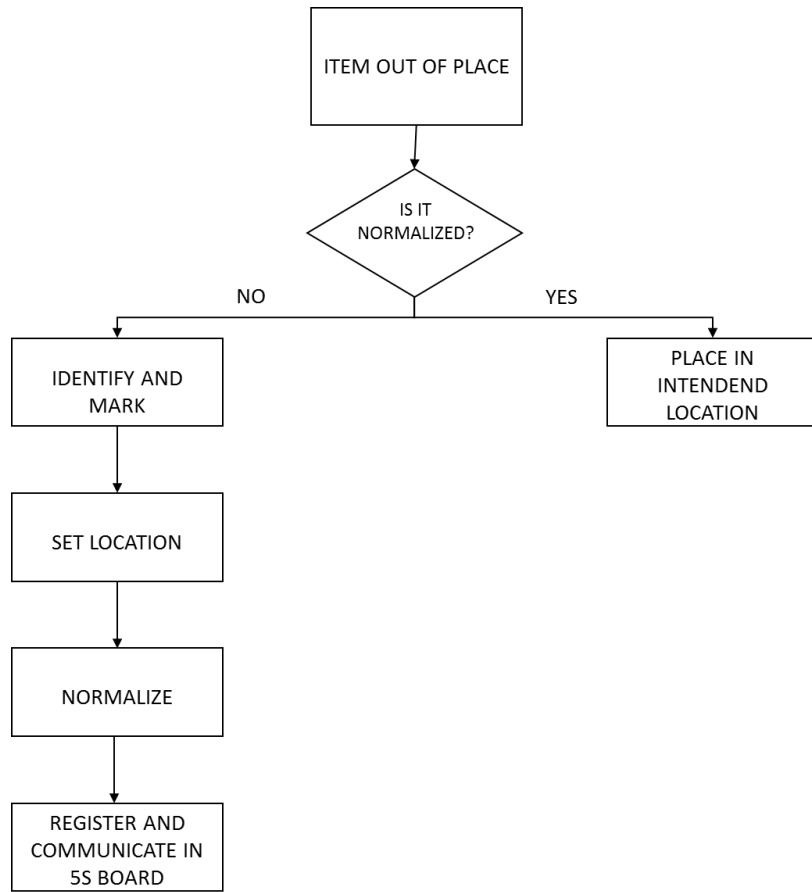 ITEM OUT OF PLACE
IS IT
NORMALIZED?
NO
YES
IDENTIFY AND
MARK
PLACE IN
INTENDEND
LOCATION
SET LOCATION
NORMALIZE
REGISTER AND
COMMUNICATE IN
5S BOARD